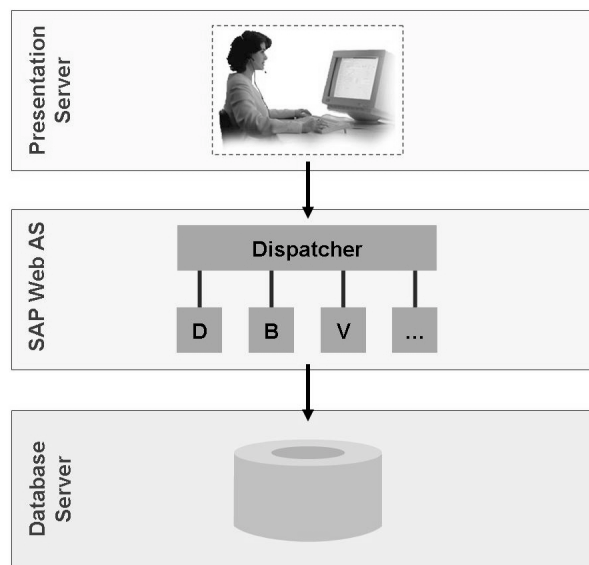 Presentation
Server
SAP Web AS
Dispatcher
D B V ...
Database
Server